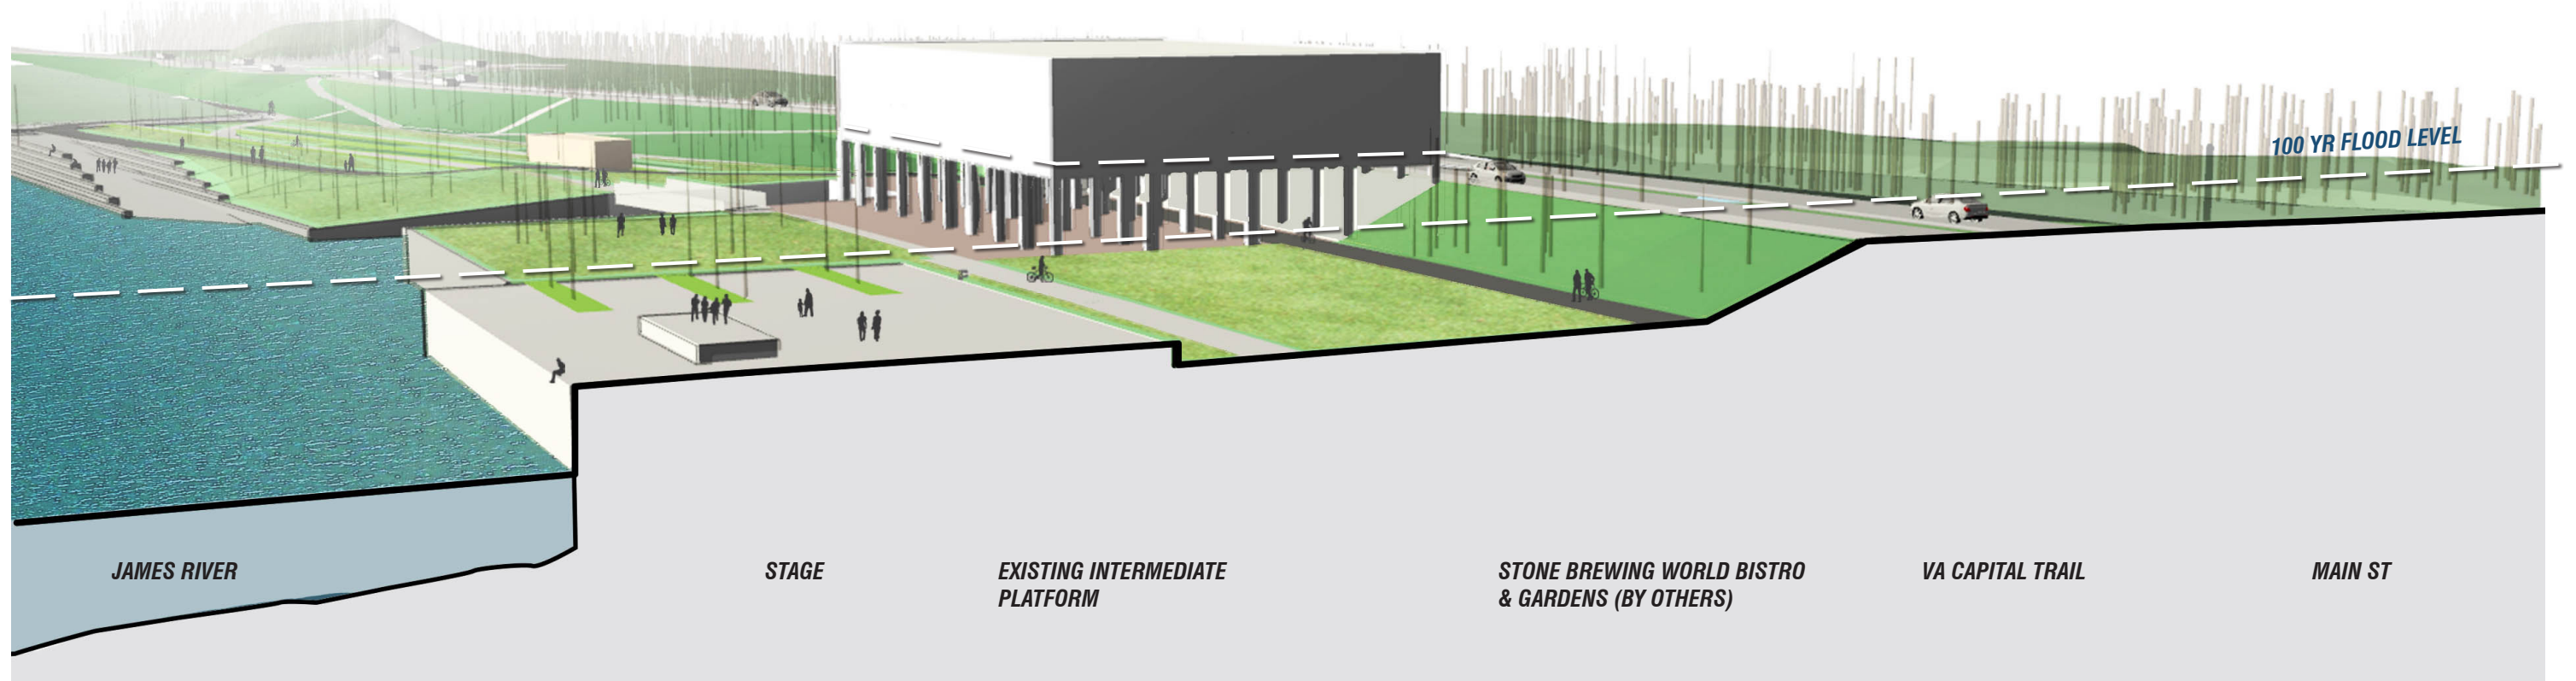 100 YR FLOOD LEVEL
JAMES RIVER
STAGE
EXISTING INTERMEDIATE
PLATFORM
STONE BREWING WORLD BISTRO
& GARDENS (BY OTHERS)
VA CAPITAL TRAIL
MAIN ST